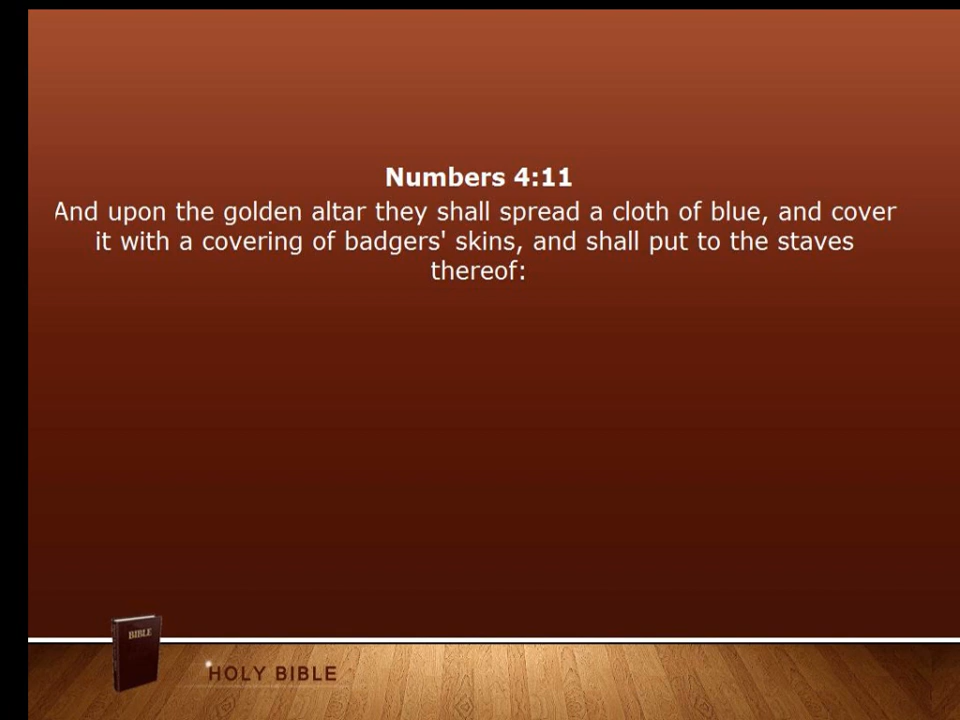 Numbers 4:11
And upon the golden altar they shall spread a cloth of blue, and cover
it with a covering of badgers' skins, and shall put to the staves
thereof:
BIBLE
HOLY BIBLE